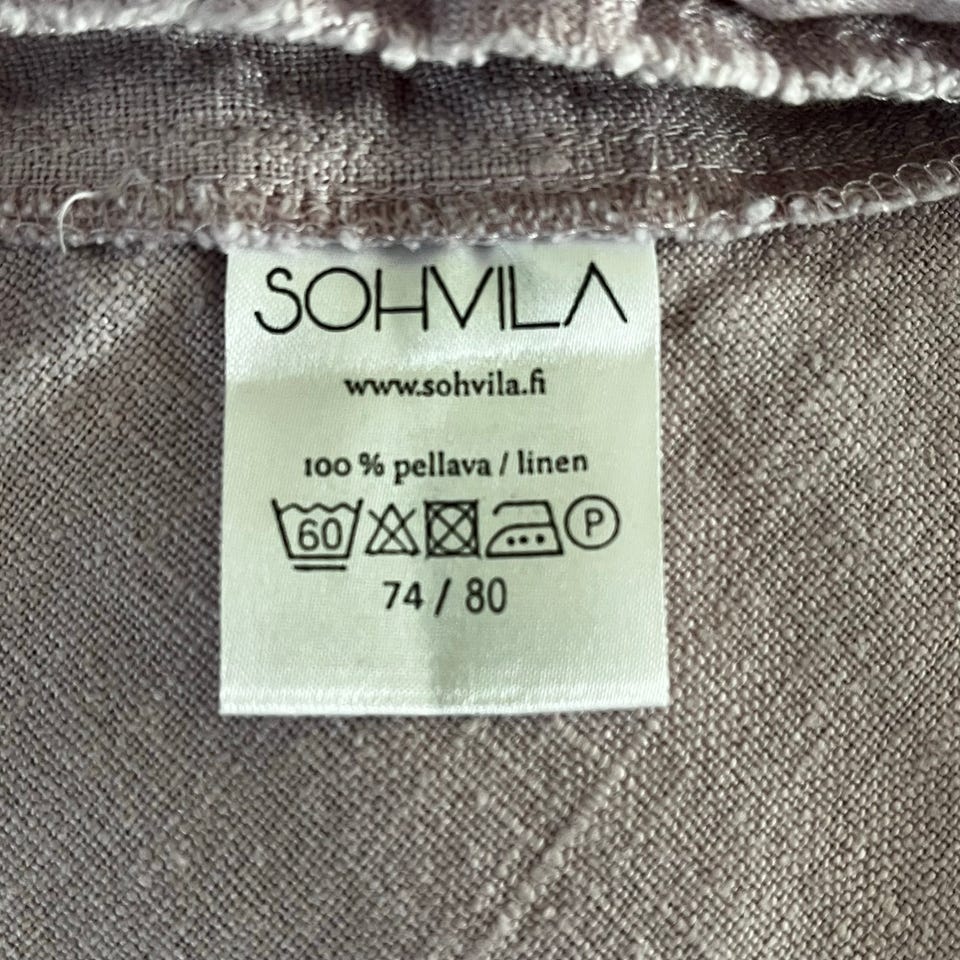 SOHVILA
www.sohvila.fi
100 % pellava / linen
60 P
74 / 80